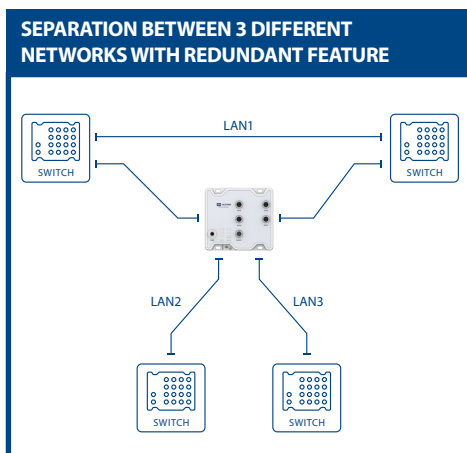 SEPARATION BETWEEN 3 DIFFERENT
NETWORKS WITH REDUNDANT FEATURE
LAN1
SWITCH
SWITCH
LAN2
LAN3
SWITCH
SWITCH